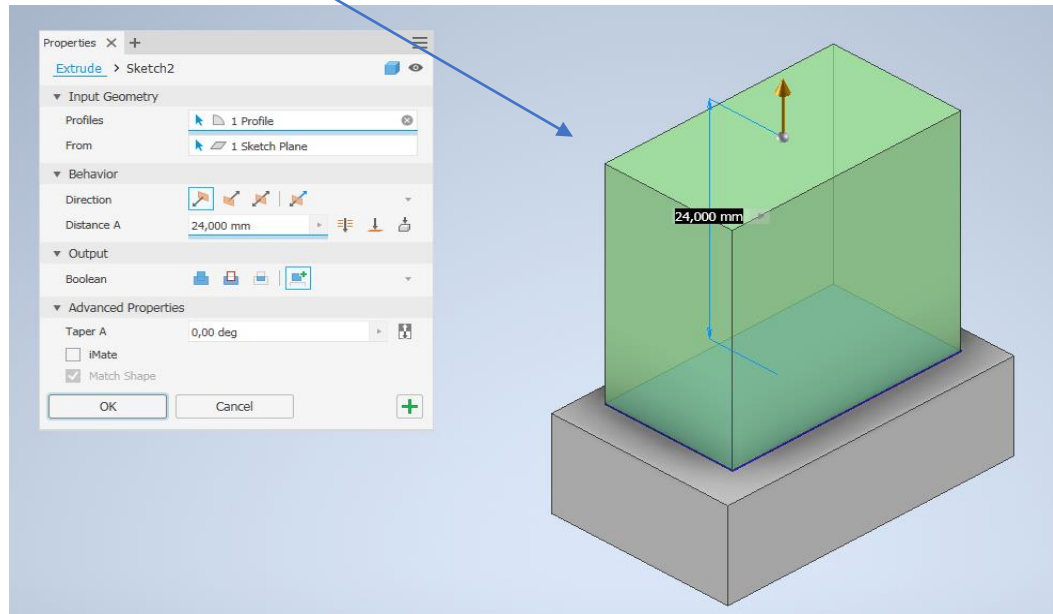 Properties
Extrude > Sketch2
Input Geometry
Profiles 1 Profile
From 1 Sketch Plane
Behavior
Direction
Distance A 24,000 mm
Output
Boolean
Advanced Properties
Taper A 0,00 deg
iMate
Match Shape
OK Cancel
24,000 mm